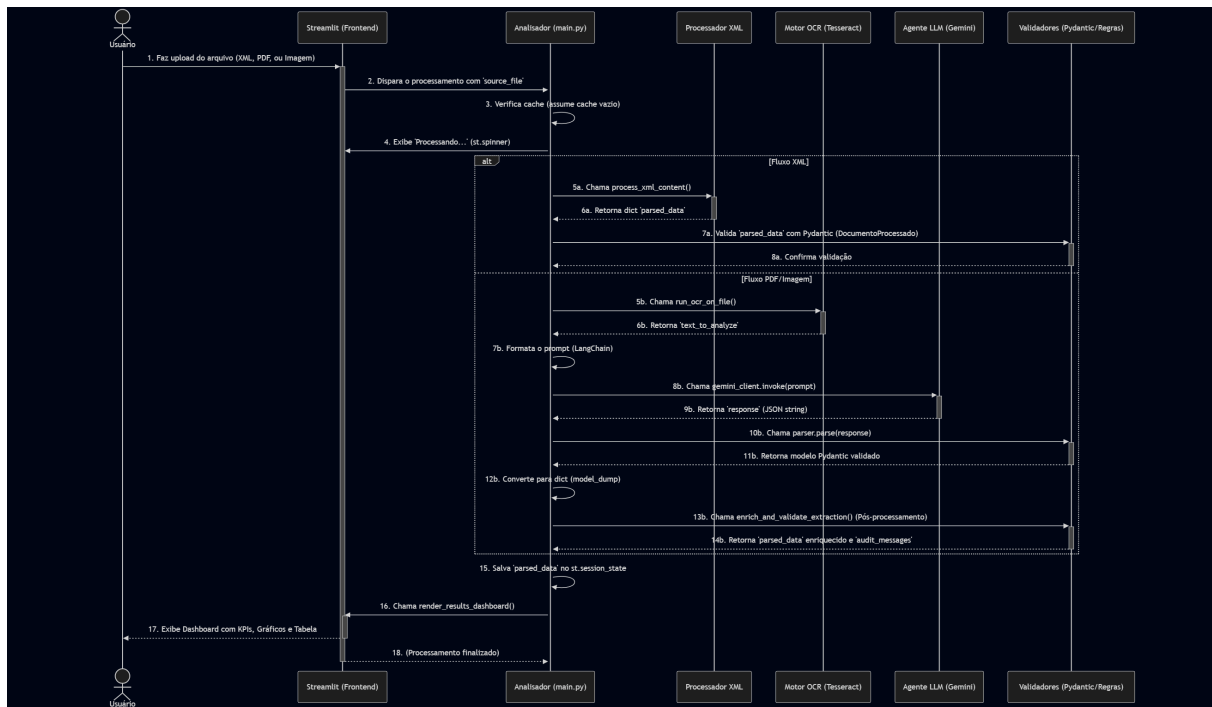 Usuário
Streamlit (Frontend)
Analisador (main.py)
Processador XML
Motor OCR (Tesseract)
Agente LLM (Gemini)
Validadores (Pydantic/Regras)
1. Faz upload do arquivo (XML, PDF, ou Imagem)
2. Dispara o processamento com 'source_file'
3. Verifica cache (assume cache vazio)
4. Exibe 'Processando...' (st.spinner)
alt
[Fluxo XML]
5a. Chama process_xml_content()
6a. Retorna dict 'parsed_data'
7a. Valida 'parsed_data' com Pydantic (DocumentoProcessado)
8a. Confirma validação
[Fluxo PDF/Imagem]
5b. Chama run_ocr_on_file()
6b. Retorna 'text_to_analyze'
7b. Formata o prompt (LangChain)
8b. Chama gemini_client.invoke(prompt)
9b. Retorna 'response' (JSON string)
10b. Chama parser.parse(response)
11b. Retorna modelo Pydantic validado
12b. Converte para dict (model_dump)
13b. Chama enrich_and_validate_extraction() (Pós-processamento)
14b. Retorna 'parsed_data' enriquecido e 'audit_messages'
15. Salva 'parsed_data' no st.session_state
16. Chama render_results_dashboard()
17. Exibe Dashboard com KPIs, Gráficos e Tabela
18. (Processamento finalizado)
Usuário
Streamlit (Frontend)
Analisador (main.py)
Processador XML
Motor OCR (Tesseract)
Agente LLM (Gemini)
Validadores (Pydantic/Regras)